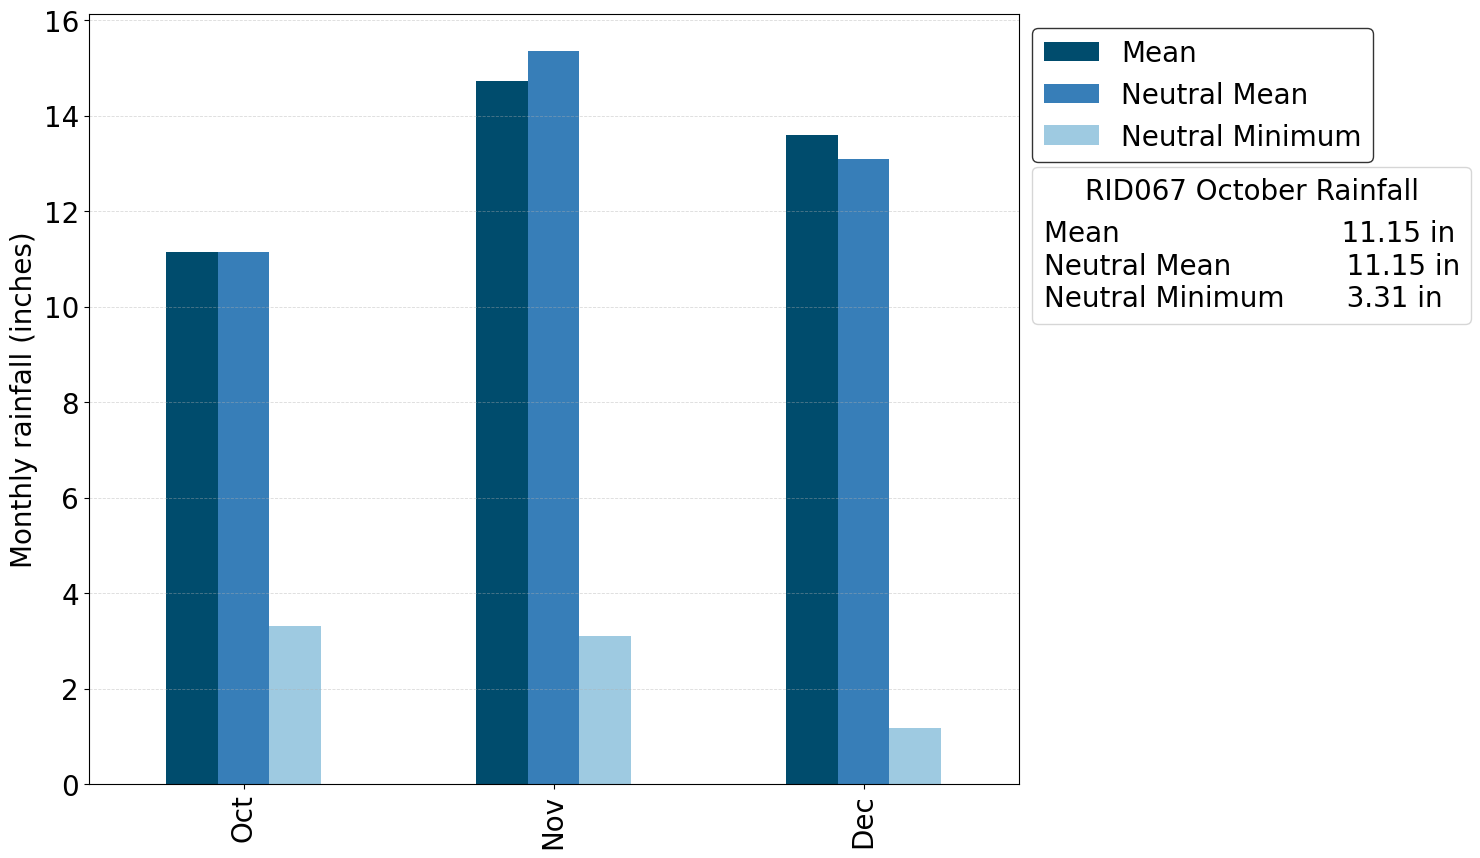 16
14
12
10
8
6
4
2
0
Monthly rainfall (inches)
Oct
Nov
Dec
Mean
Neutral Mean
Neutral Minimum
RID067 October Rainfall
Mean 11.15 in
Neutral Mean 11.15 in
Neutral Minimum 3.31 in